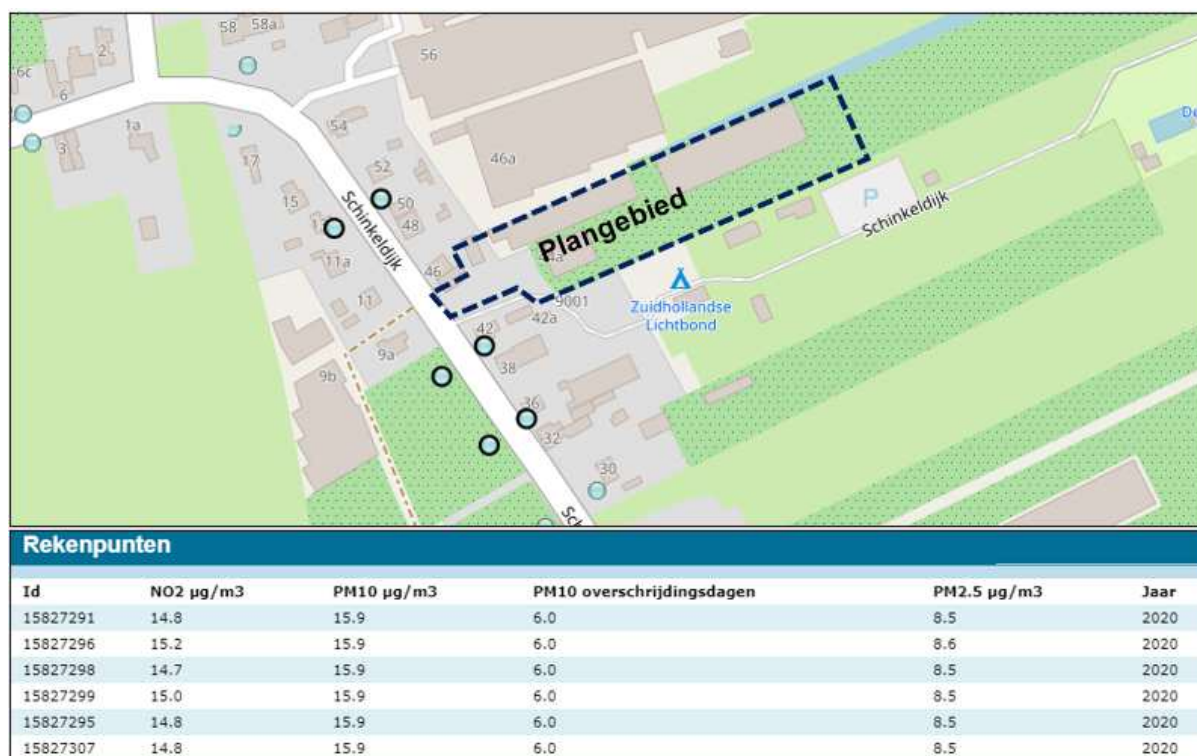 58
58a
2
56
6c
6
54
1a
3
17
52
46a
15
50
48
Schinkeldijk
11a
46
Plangebied
P
Schinkeldijk
De
11
9001
Zuidhollandse
Lichtbond
42
42a
9a
38
9b
36
32
30
Sc
Rekenpunten
Id NO2 µg/m3 PM10 µg/m3 PM10 overschrijdingsdagen PM2.5 µg/m3 Jaar
15827291 14.8 15.9 6.0 8.5 2020
15827296 15.2 15.9 6.0 8.6 2020
15827298 14.7 15.9 6.0 8.5 2020
15827299 15.0 15.9 6.0 8.5 2020
15827295 14.8 15.9 6.0 8.5 2020
15827307 14.8 15.9 6.0 8.5 2020